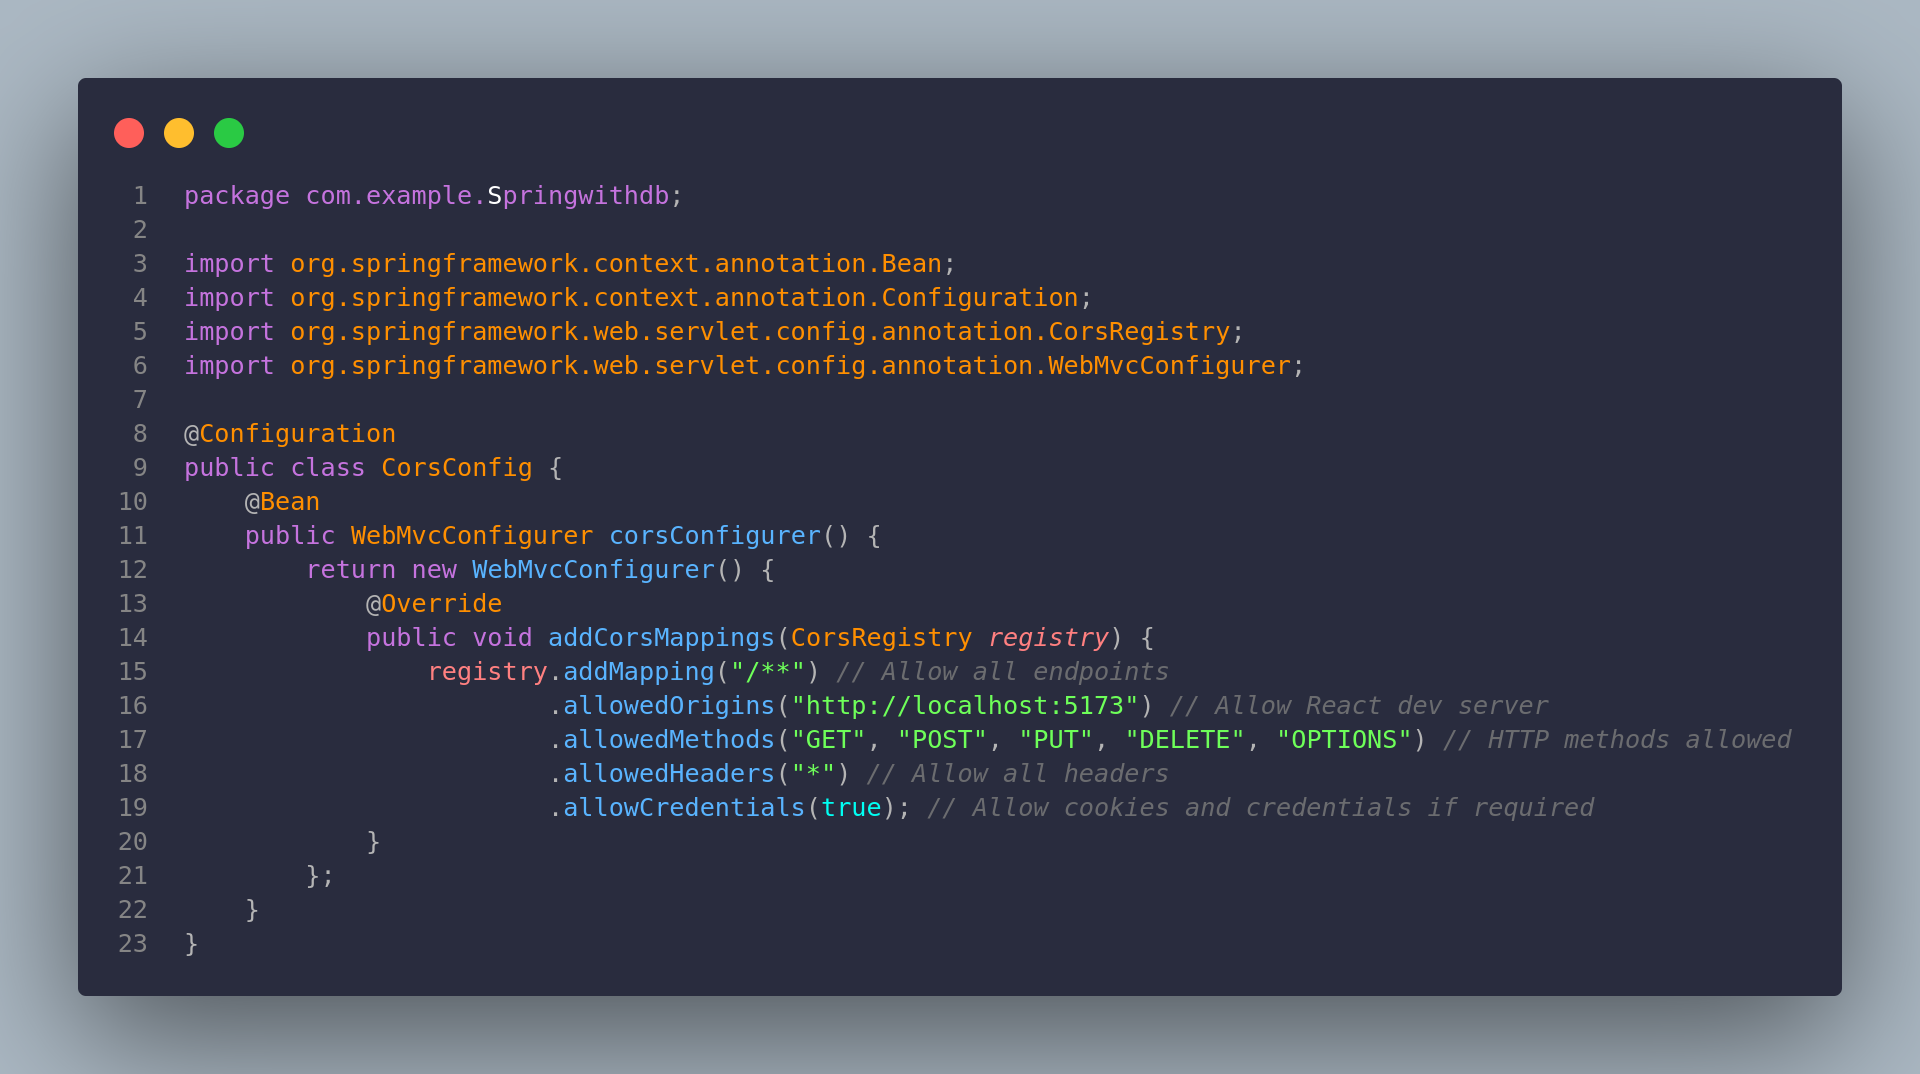 1 package com.example.Springwithdb;
2
3 import org.springframework.context.annotation.Bean;
4 import org.springframework.context.annotation.Configuration;
5 import org.springframework.web.servlet.config.annotation.CorsRegistry;
6 import org.springframework.web.servlet.config.annotation.WebMvcConfigurer;
7
8 @Configuration
9 public class CorsConfig {
10     @Bean
11     public WebMvcConfigurer corsConfigurer() {
12         return new WebMvcConfigurer() {
13             @Override
14             public void addCorsMappings(CorsRegistry registry) {
15                 registry.addMapping("/**") // Allow all endpoints
16                         .allowedOrigins("http://localhost:5173") // Allow React dev server
17                         .allowedMethods("GET", "POST", "PUT", "DELETE", "OPTIONS") // HTTP methods allowed
18                         .allowedHeaders("*") // Allow all headers
19                         .allowCredentials(true); // Allow cookies and credentials if required
20             }
21         };
22     }
23 }